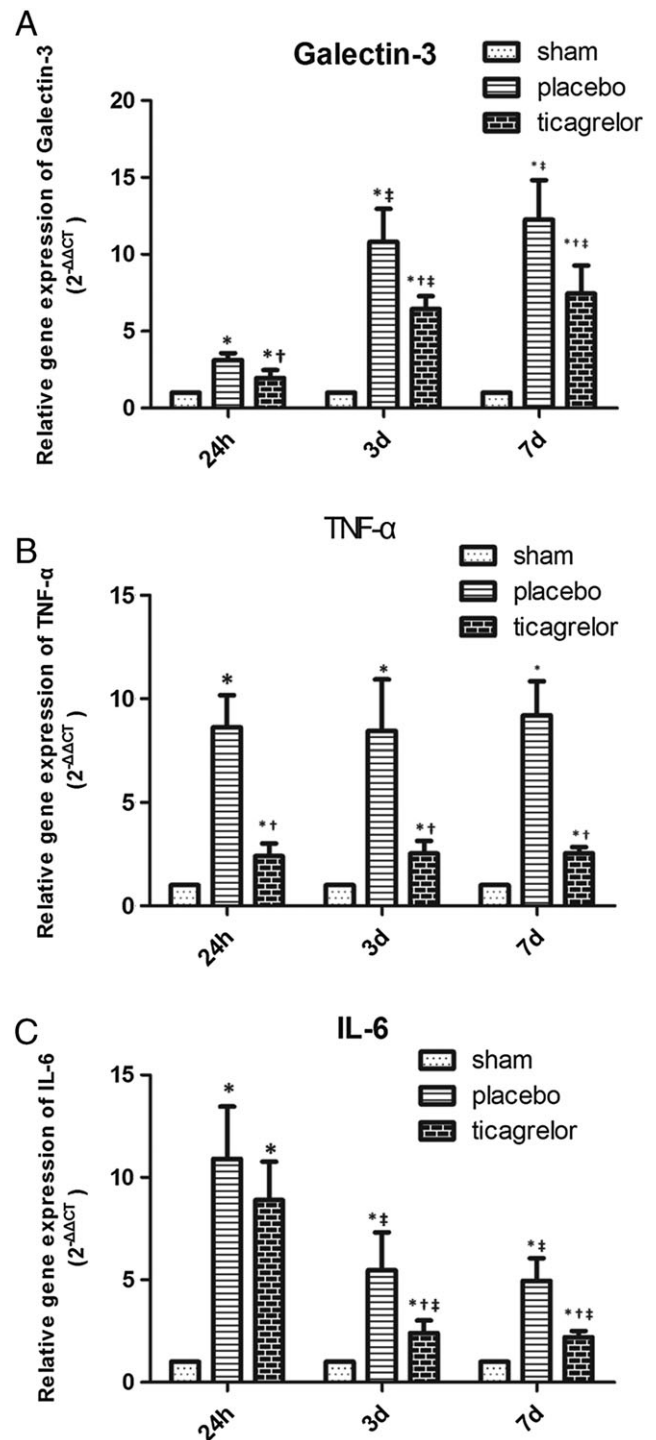 A
Galectin-3
sham
placebo
ticagrelor
Relative gene expression of Galectin-3
(2-ΔΔCT )
20
15
10
5
0
*
*†
*‡
*†‡
*‡
*†‡
24h
3d
7d
B
TNF-α
sham
placebo
ticagrelor
Relative gene expression of TNF-α
(2-ΔΔCT )
15
10
5
0
*
*†
*
*†
*
*†
24h
3d
7d
C
IL-6
sham
placebo
ticagrelor
Relative gene expression of IL-6
(2-ΔΔCT )
15
10
5
0
*
*
*‡
*†‡
*‡
*†‡
24h
3d
7d